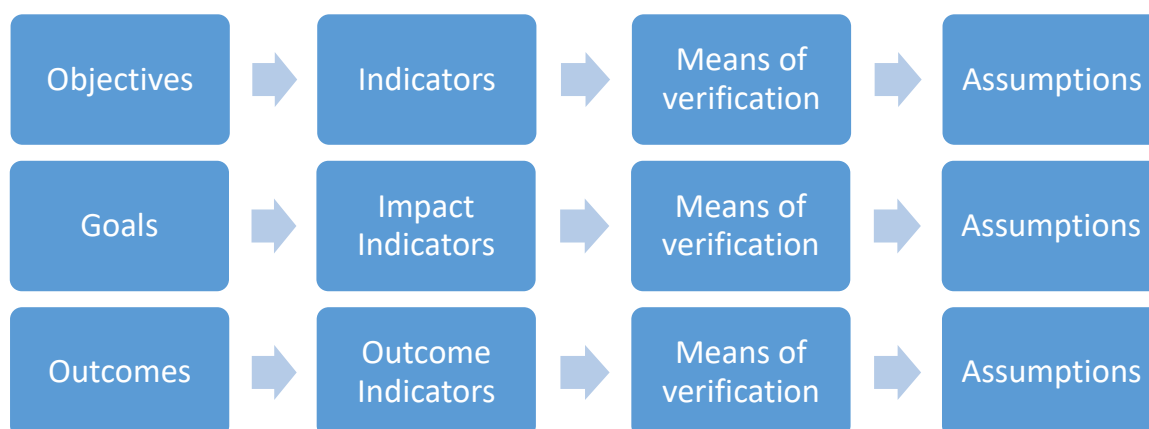 Objectives
Indicators
Means of
verification
Assumptions
Goals
Impact
Indicators
Means of
verification
Assumptions
Outcomes
Outcome
Indicators
Means of
verification
Assumptions